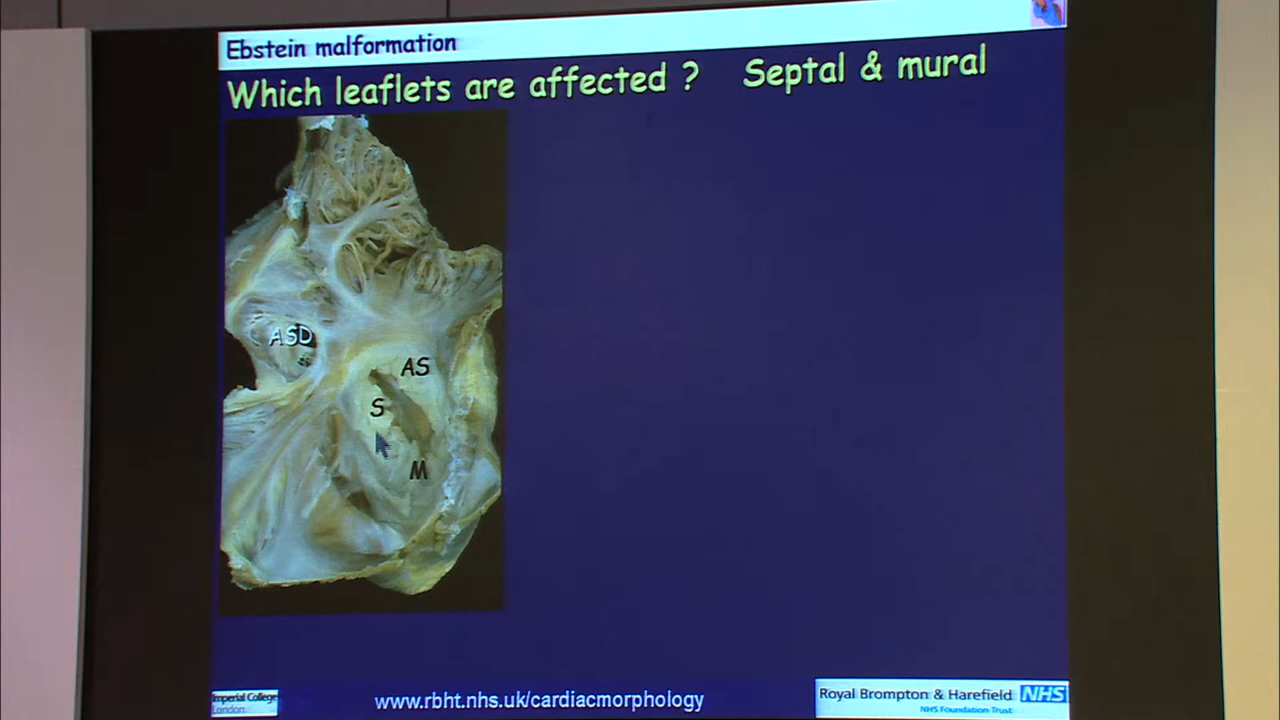 Ebstein malformation
Which leaflets are affected ? Septal & mural
ASD
AS
S
M
Imperial College
London
www.rbht.nhs.uk/cardiacmorphology
Royal Brompton & Harefield NHS
NHS Foundation Trust